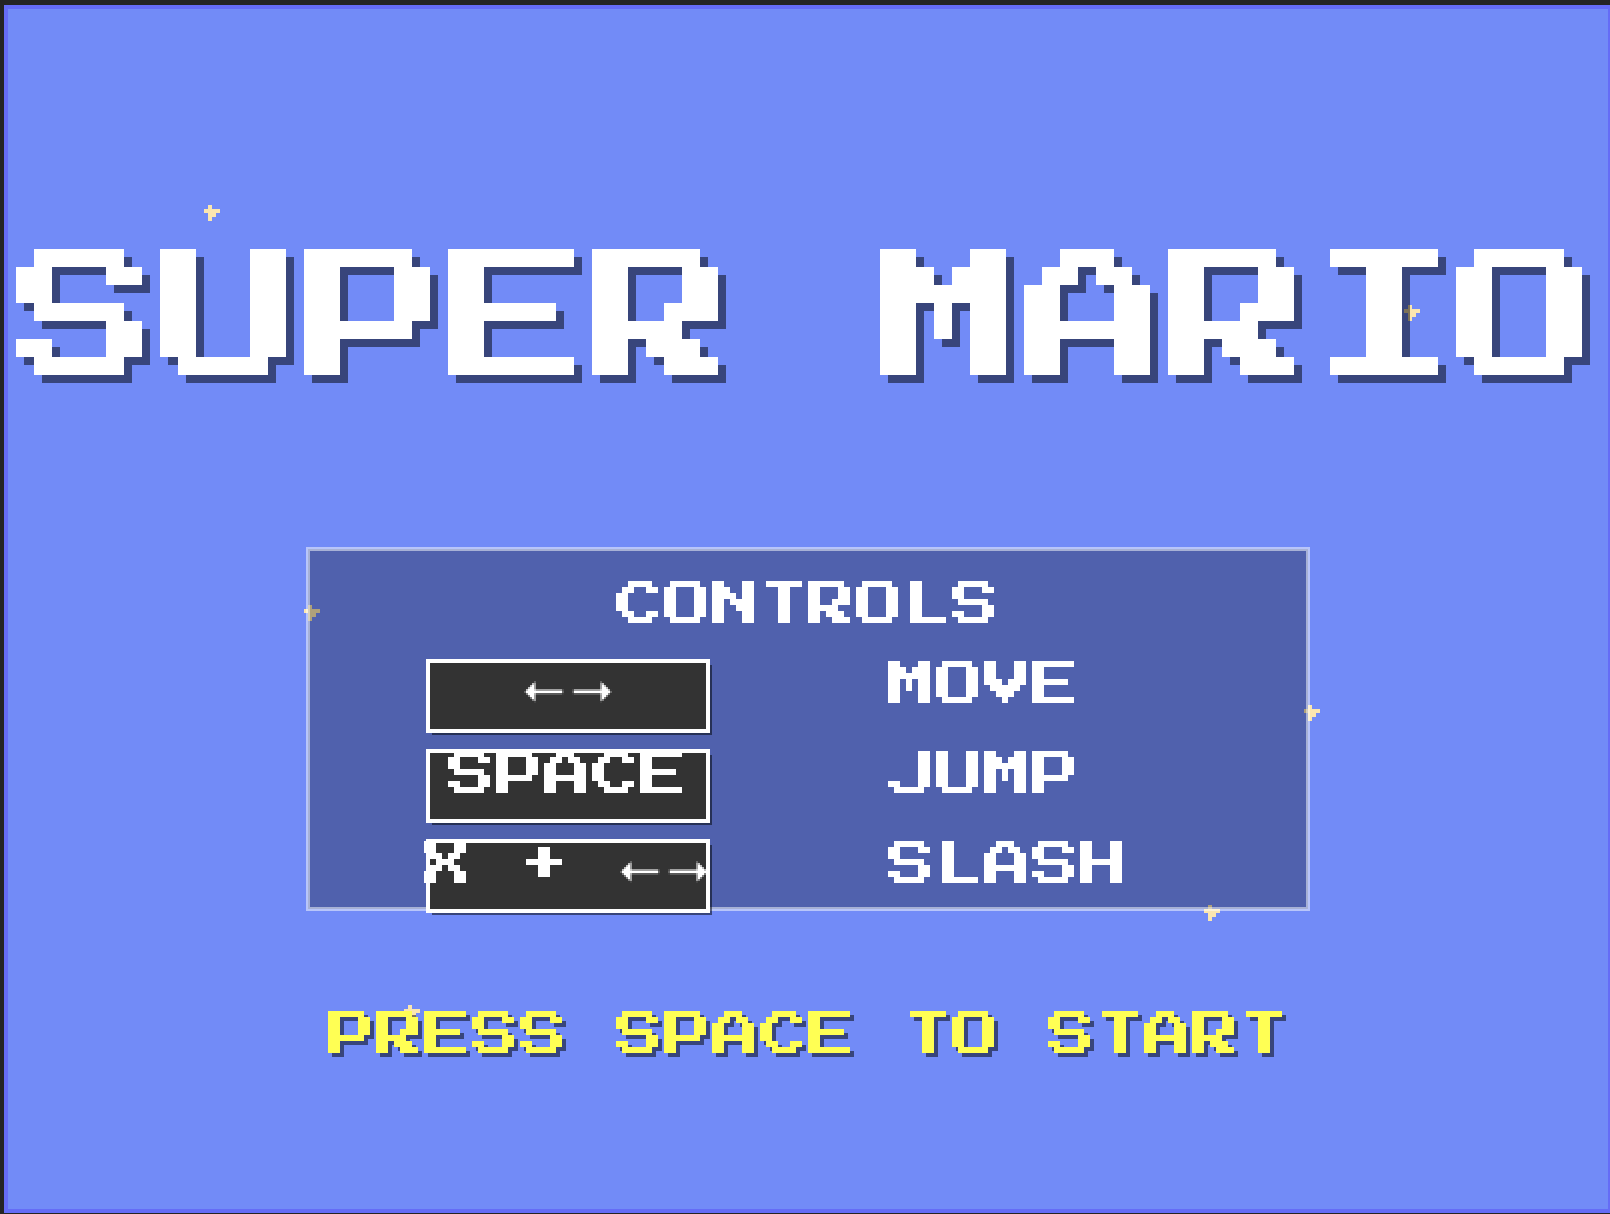 SUPER MARIO
CONTROLS
←→ MOVE
SPACE JUMP
X + ←→ SLASH
PRESS SPACE TO START